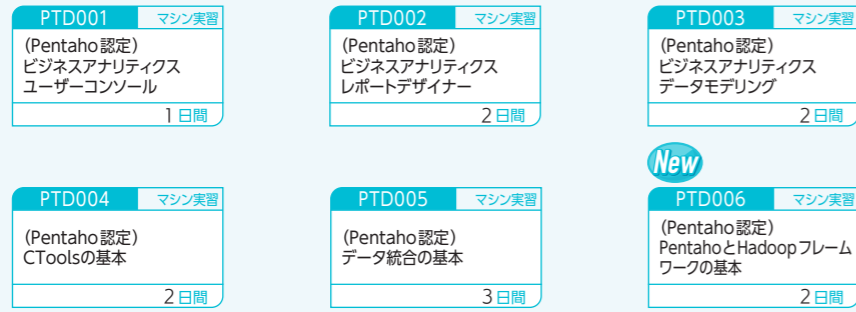 PTD001 マシン実習
(Pentaho認定)
ビジネスアナリティクス
ユーザーコンソール
1日間
PTD002 マシン実習
(Pentaho認定)
ビジネスアナリティクス
レポートデザイナー
2日間
PTD003 マシン実習
(Pentaho認定)
ビジネスアナリティクス
データモデリング
2日間
PTD004 マシン実習
(Pentaho認定)
CToolsの基本
2日間
PTD005 マシン実習
(Pentaho認定)
データ統合の基本
3日間
New
PTD006 マシン実習
(Pentaho認定)
PentahoとHadoopフレーム
ワークの基本
2日間